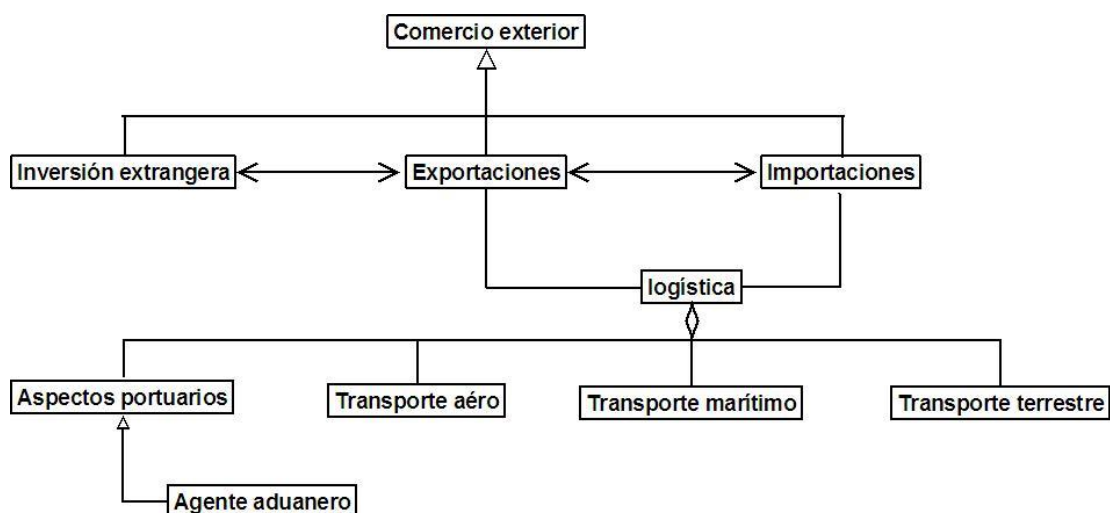 Comercio exterior
Inversión extrangera
Exportaciones
Importaciones
logística
Aspectos portuarios
Transporte aéro
Transporte marítimo
Transporte terrestre
Agente aduanero